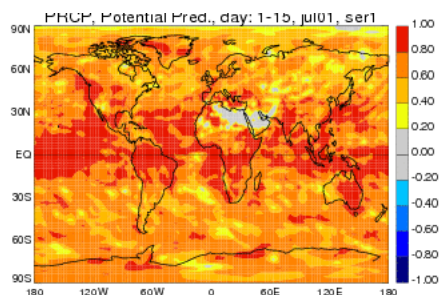 PRCP, Potential Pred., day: 1-15, jul01, ser1
90N
60N
30N
EQ
30S
60S
90S
180 120W 60W 0 60E 120E 180
1.00
0.80
0.60
0.40
0.20
0.00
-0.20
-0.40
-0.60
-0.80
-1.00